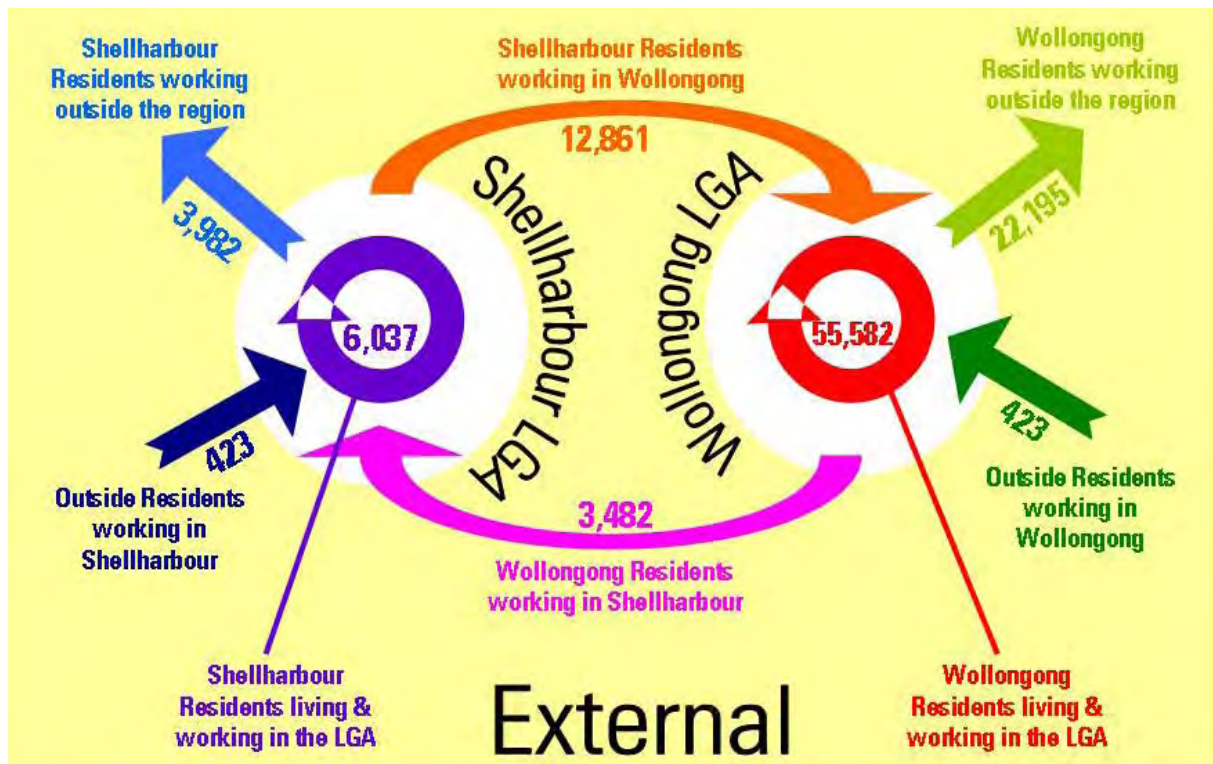 Shellharbour
Residents working
outside the region
3,982
Shellharbour Residents
working in Wollongong
12,861
Wollongong
Residents working
outside the region
22,195
Shellharbour LGA
Wollongong LGA
6,037
55,582
423
Outside Residents
working in
Shellharbour
3,482
Wollongong Residents
working in Shellharbour
423
Outside Residents
working in
Wollongong
Shellharbour
Residents living &
working in the LGA
External
Wollongong
Residents living &
working in the LGA